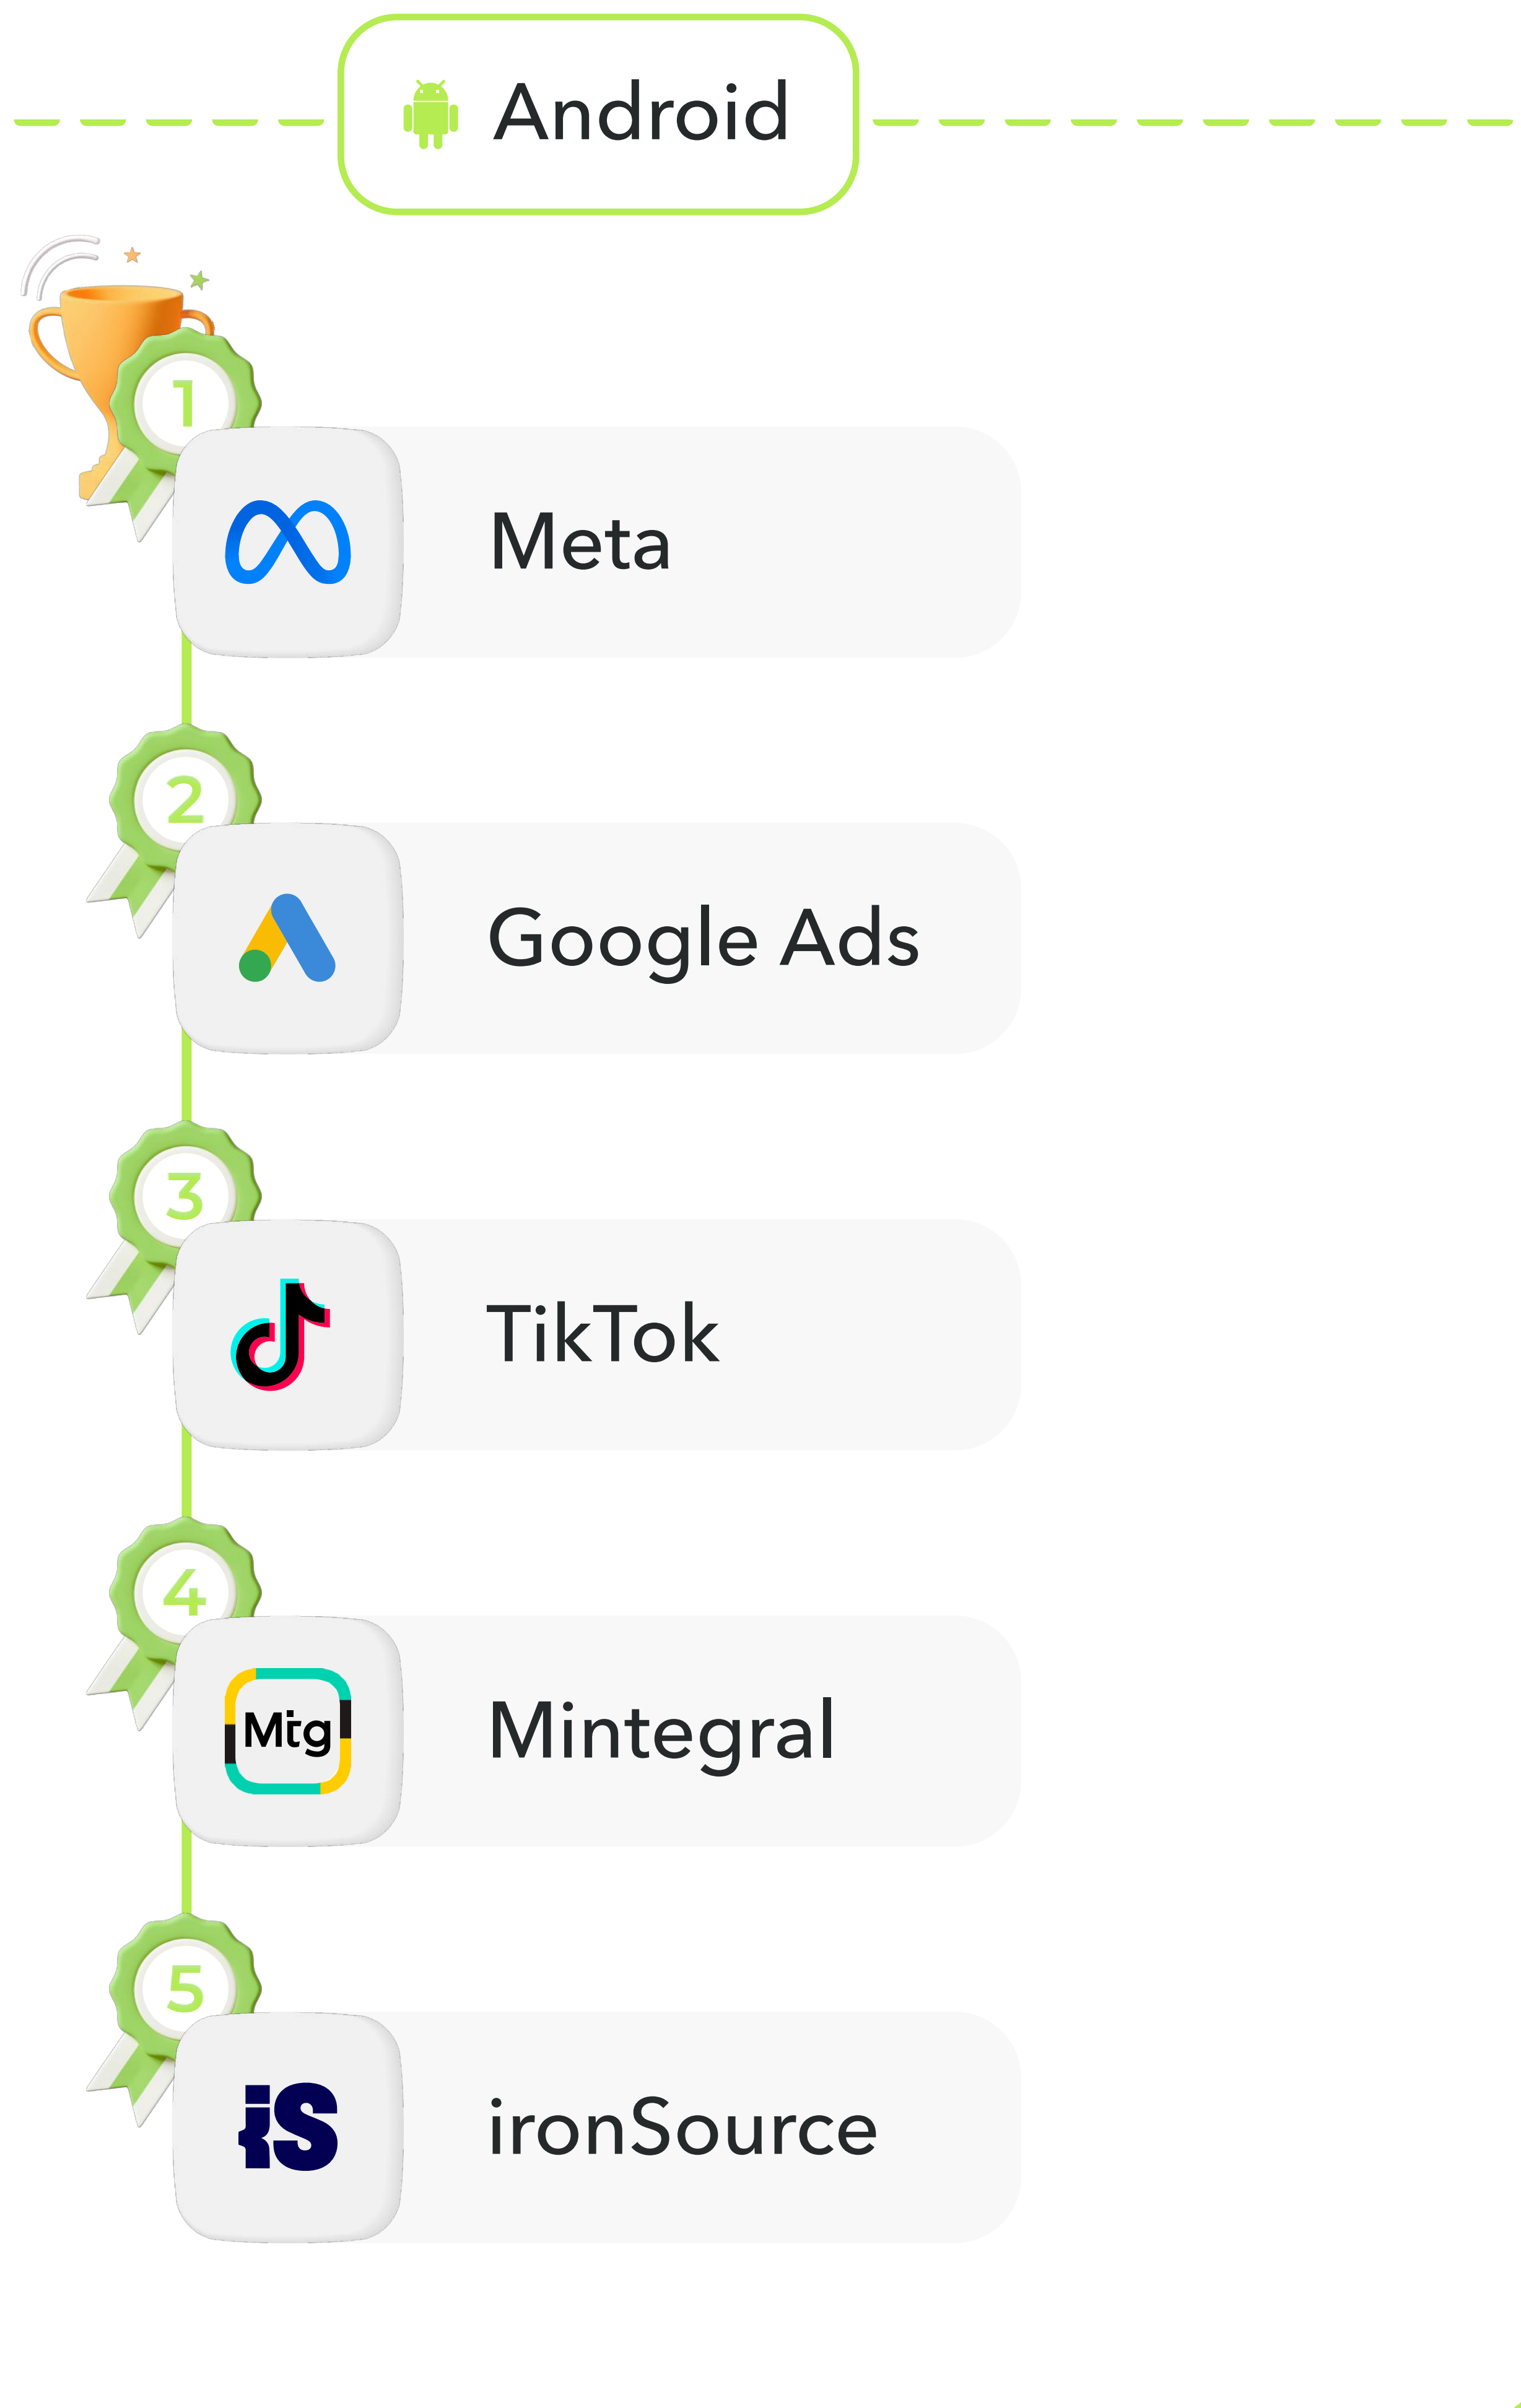 Android
1
Meta
2
Google Ads
3
TikTok
4
Mtg
Mintegral
5
iS
ironSource